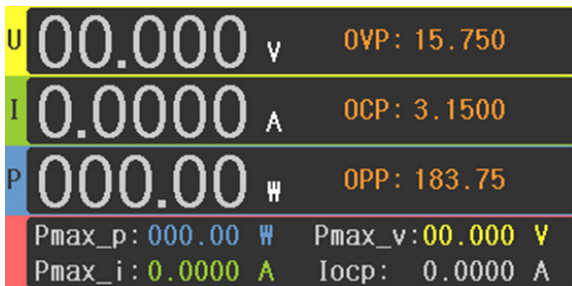 U 00.000 V OVP: 15.750
I 0.0000 A OCP: 3.1500
P 000.00 W OPP: 183.75
Pmax_p: 000.00 W Pmax_v: 00.000 V
Pmax_i: 0.0000 A Iocp: 0.0000 A